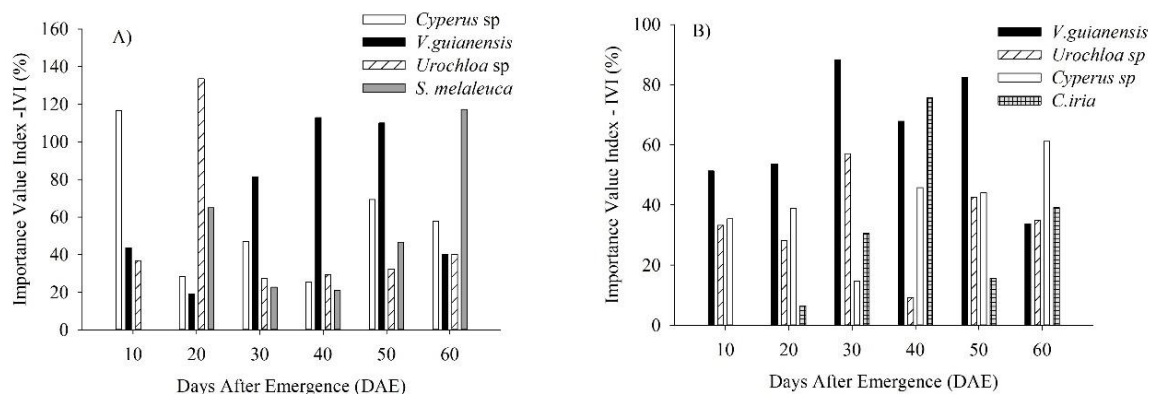 A)
Cyperus sp
V.guianensis
Urochloa sp
S. melaleuca
Importance Value Index -IVI (%)
160
140
120
100
80
60
40
20
0
10 20 30 40 50 60
Days After Emergence (DAE)
B)
V.guianensis
Urochloa sp
Cyperus sp
C.iria
Importance Value Index - IVI (%)
100
80
60
40
20
0
10 20 30 40 50 60
Days After Emergence (DAE)